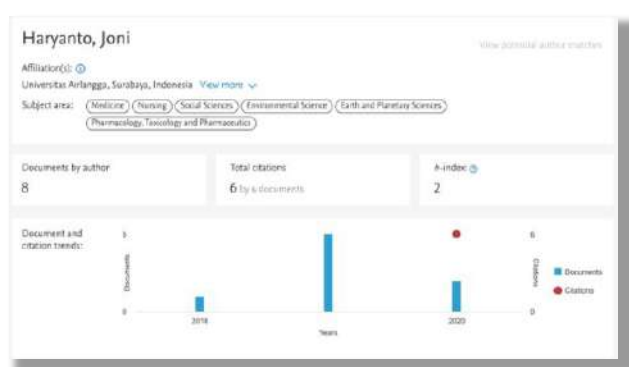 Haryanto, Joni
View potential author matches
Affiliation(s):
Universitas Airlangga, Surabaya, Indonesia View more
Subject area: Medicine Nursing Social Sciences Environmental Science Earth and Planetary Sciences
Pharmacology, Toxicology and Pharmaceutics
Documents by author
8
Total citations
6 by 6 documents
h-index:
2
Document and
citation trends:
5
Documents
0
2018
2020
Years
6
Citations
0
Documents
Citations